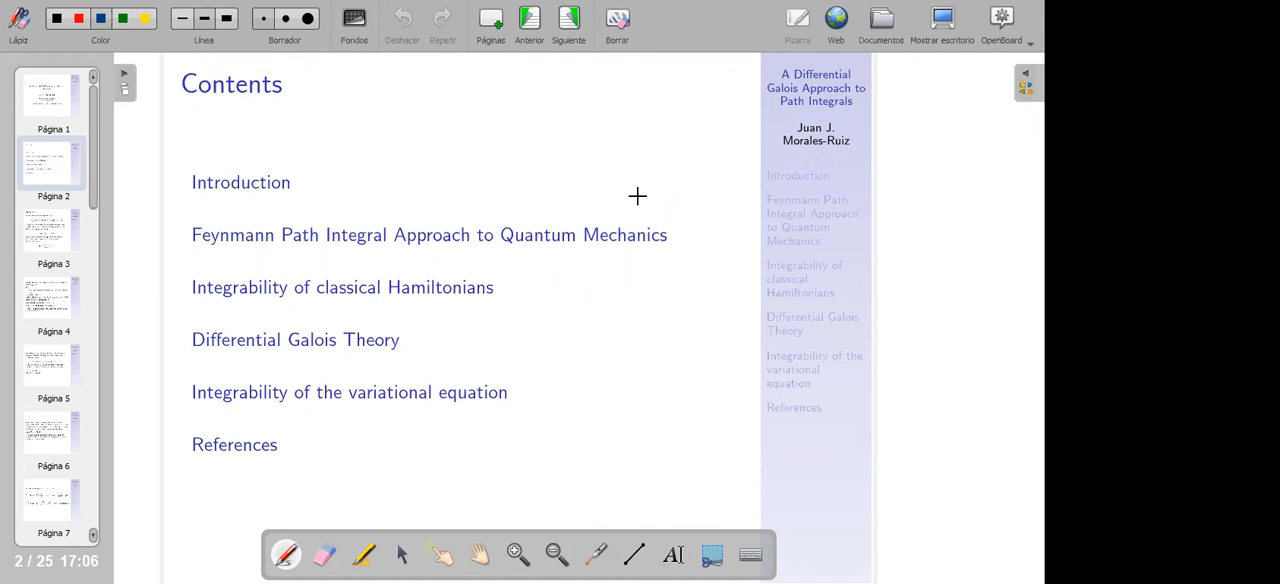 Lápiz
Color
Línea
Borrador
Fondos
Deshacer
Repetir
Páginas
Anterior
Siguiente
Borrar
Pizarra
Web
Documentos
Mostrar escritorio
OpenBoard
Página 1
Página 2
Página 3
Página 4
Página 5
Página 6
Página 7
2 / 25 17:06
Contents
Introduction
Feynmann Path Integral Approach to Quantum Mechanics
Integrability of classical Hamiltonians
Differential Galois Theory
Integrability of the variational equation
References
A Differential
Galois Approach to
Path Integrals
Juan J.
Morales-Ruiz
Introduction
Feynmann Path
Integral Approach
to Quantum
Mechanics
Integrability of
classical
Hamiltonians
Differential Galois
Theory
Integrability of the
variational
equation
References
AI